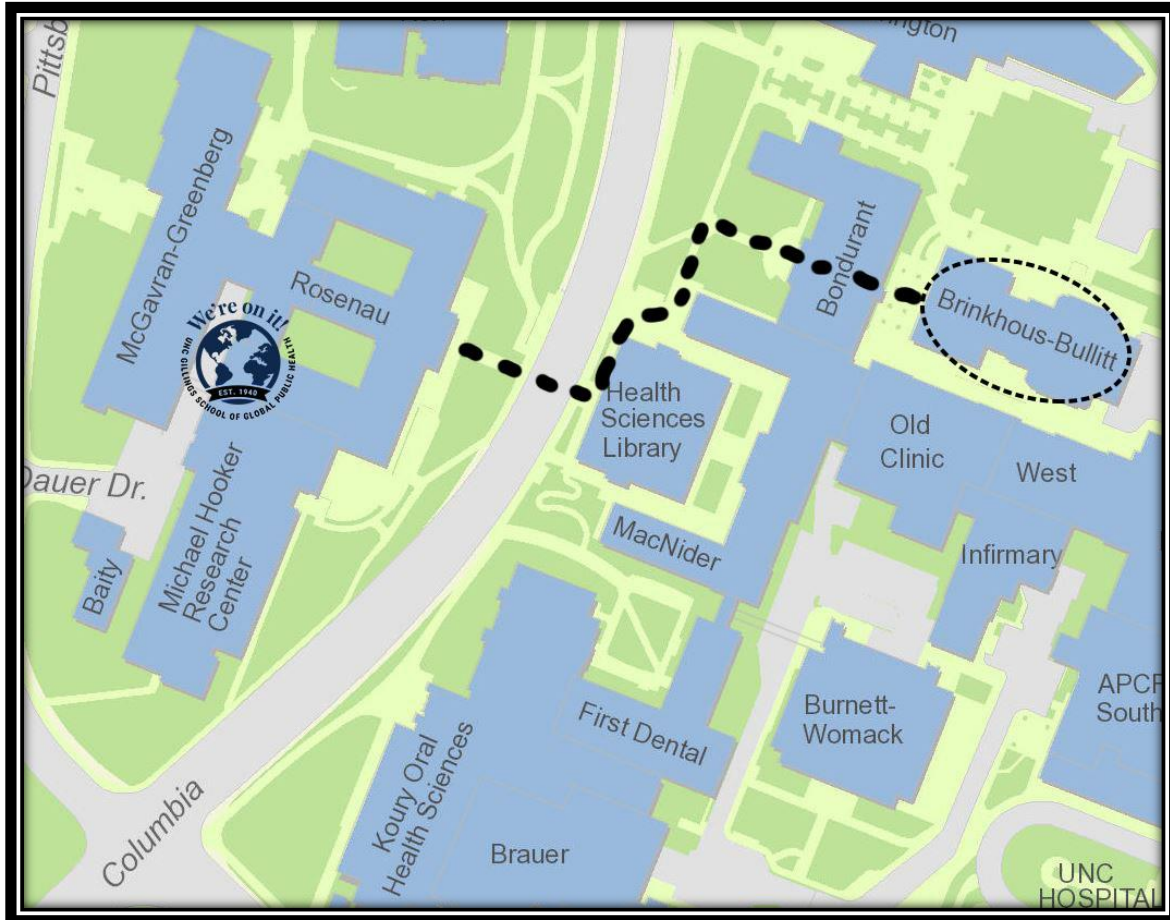 Pittsb
ington
McGavran-Greenberg
Rosenau
We're on it!
UNC GILLINGS SCHOOL OF GLOBAL PUBLIC HEALTH
EST. 1940
Bondurant
Brinkhous-Bullitt
Health
Sciences
Library
Old
Clinic
West
Dauer Dr.
Michael Hooker
Research
Center
Baity
MacNider
Infirmary
APCF
South
Burnett-
Womack
First Dental
Koury Oral
Health Sciences
Columbia
Brauer
UNC
HOSPITAL